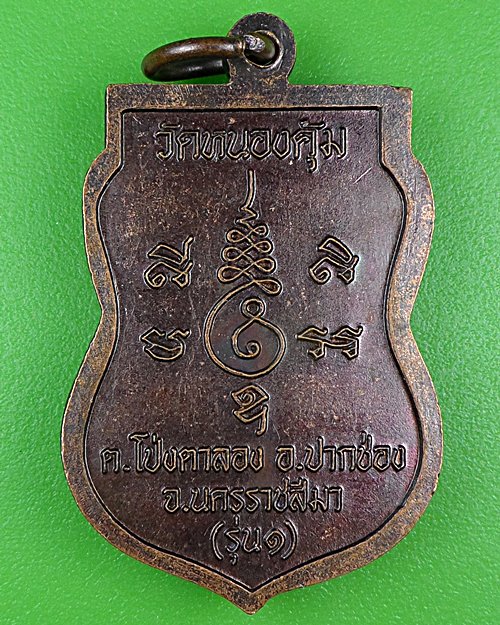 วัดหนองคุ้ม
ต.โป่งตาลอง อ.ปากช่อง
จ.นครราชสีมา
(รุ่น๑)